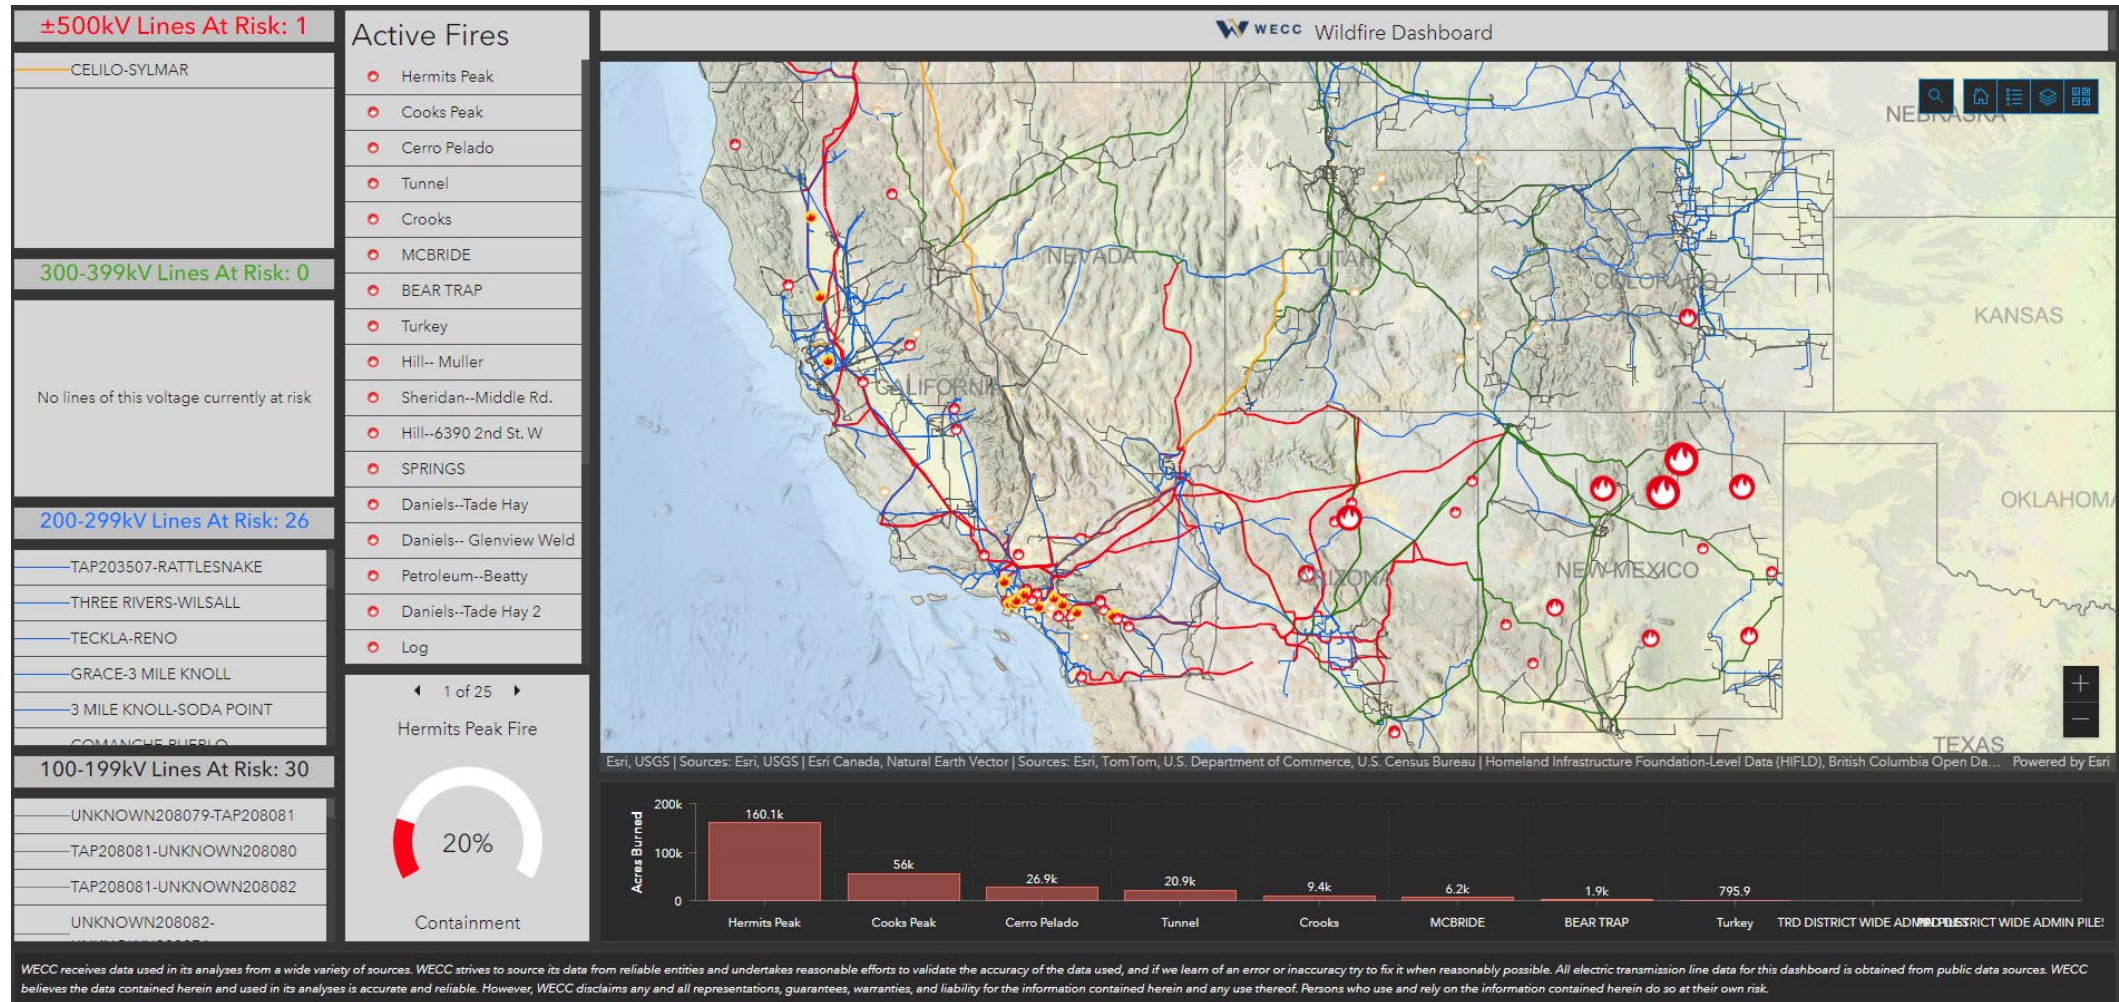 ±500kV Lines At Risk: 1
CELILO-SYLMAR
300-399kV Lines At Risk: 0
No lines of this voltage currently at risk
200-299kV Lines At Risk: 26
TAP203507-RATTLESNAKE
THREE RIVERS-WILSALL
TECKLA-RENO
GRACE-3 MILE KNOLL
3 MILE KNOLL-SODA POINT
COMANCHE-PUEBLO
100-199kV Lines At Risk: 30
UNKNOWN208079-TAP208081
TAP208081-UNKNOWN208080
TAP208081-UNKNOWN208082
UNKNOWN208082-
Active Fires
Hermits Peak
Cooks Peak
Cerro Pelado
Tunnel
Crooks
MCBRIDE
BEAR TRAP
Turkey
Hill-- Muller
Sheridan--Middle Rd.
Hill--6390 2nd St. W
SPRINGS
Daniels--Tade Hay
Daniels-- Glenview Weld
Petroleum--Beatty
Daniels--Tade Hay 2
Log
1 of 25
Hermits Peak Fire
20%
Containment
WECC Wildfire Dashboard
NEBRASKA
NEVADA
UTAH
COLORADO
KANSAS
CALIFORNIA
OKLAHOMA
ARIZONA
NEW MEXICO
TEXAS
+
−
Esri, USGS | Sources: Esri, USGS | Esri Canada, Natural Earth Vector | Sources: Esri, TomTom, U.S. Department of Commerce, U.S. Census Bureau | Homeland Infrastructure Foundation-Level Data (HIFLD), British Columbia Open Da... Powered by Esri
Acres Burned
200k
100k
0
160.1k
56k
26.9k
20.9k
9.4k
6.2k
1.9k
795.9
Hermits Peak
Cooks Peak
Cerro Pelado
Tunnel
Crooks
MCBRIDE
BEAR TRAP
Turkey
TRD DISTRICT WIDE ADMIN PILES
TRD DISTRICT WIDE ADMIN PILES
WECC receives data used in its analyses from a wide variety of sources. WECC strives to source its data from reliable entities and undertakes reasonable efforts to validate the accuracy of the data used, and if we learn of an error or inaccuracy try to fix it when reasonably possible. All electric transmission line data for this dashboard is obtained from public data sources. WECC
believes the data contained herein and used in its analyses is accurate and reliable. However, WECC disclaims any and all representations, guarantees, warranties, and liability for the information contained herein and any use thereof. Persons who use and rely on the information contained herein do so at their own risk.